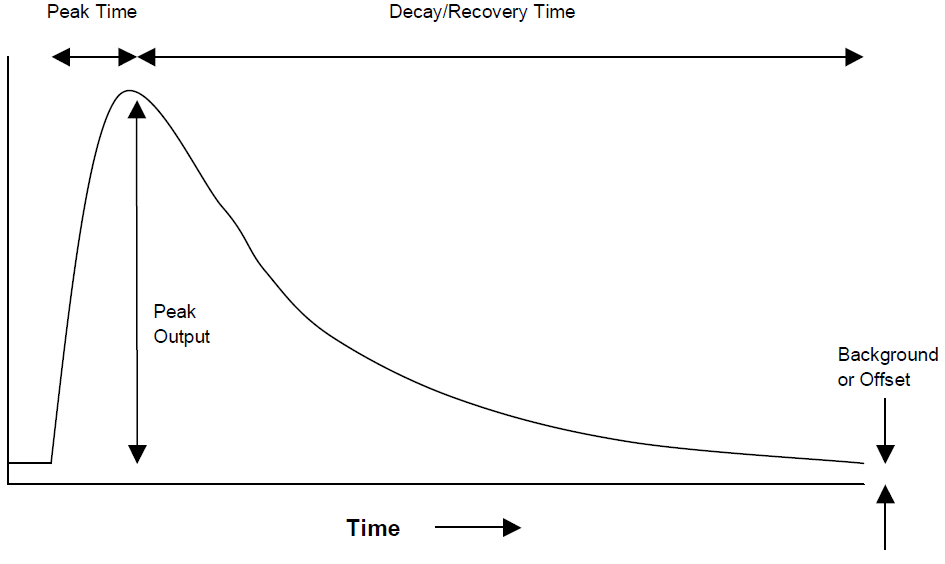 Peak Time
Decay/Recovery Time
Peak
Output
Background
or Offset
Time